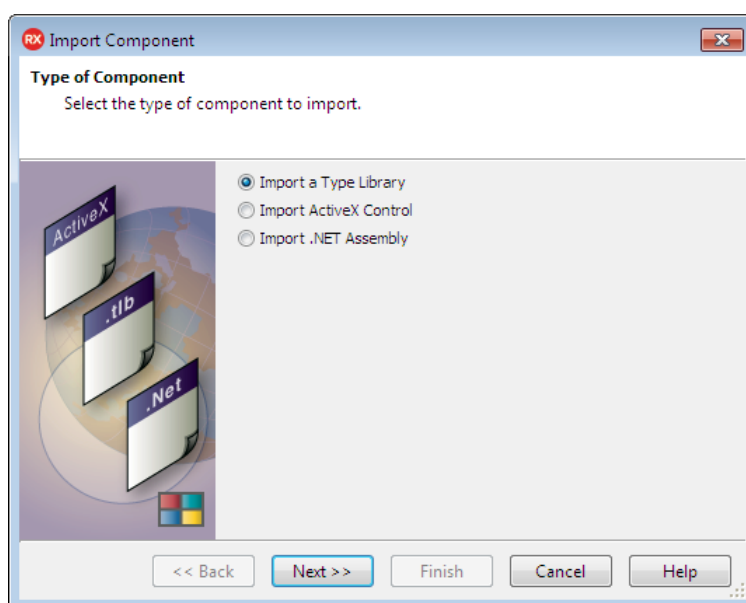 RX Import Component
Type of Component
Select the type of component to import.
ActiveX
.tlb
.Net
Import a Type Library
Import ActiveX Control
Import .NET Assembly
<< Back Next >> Finish Cancel Help